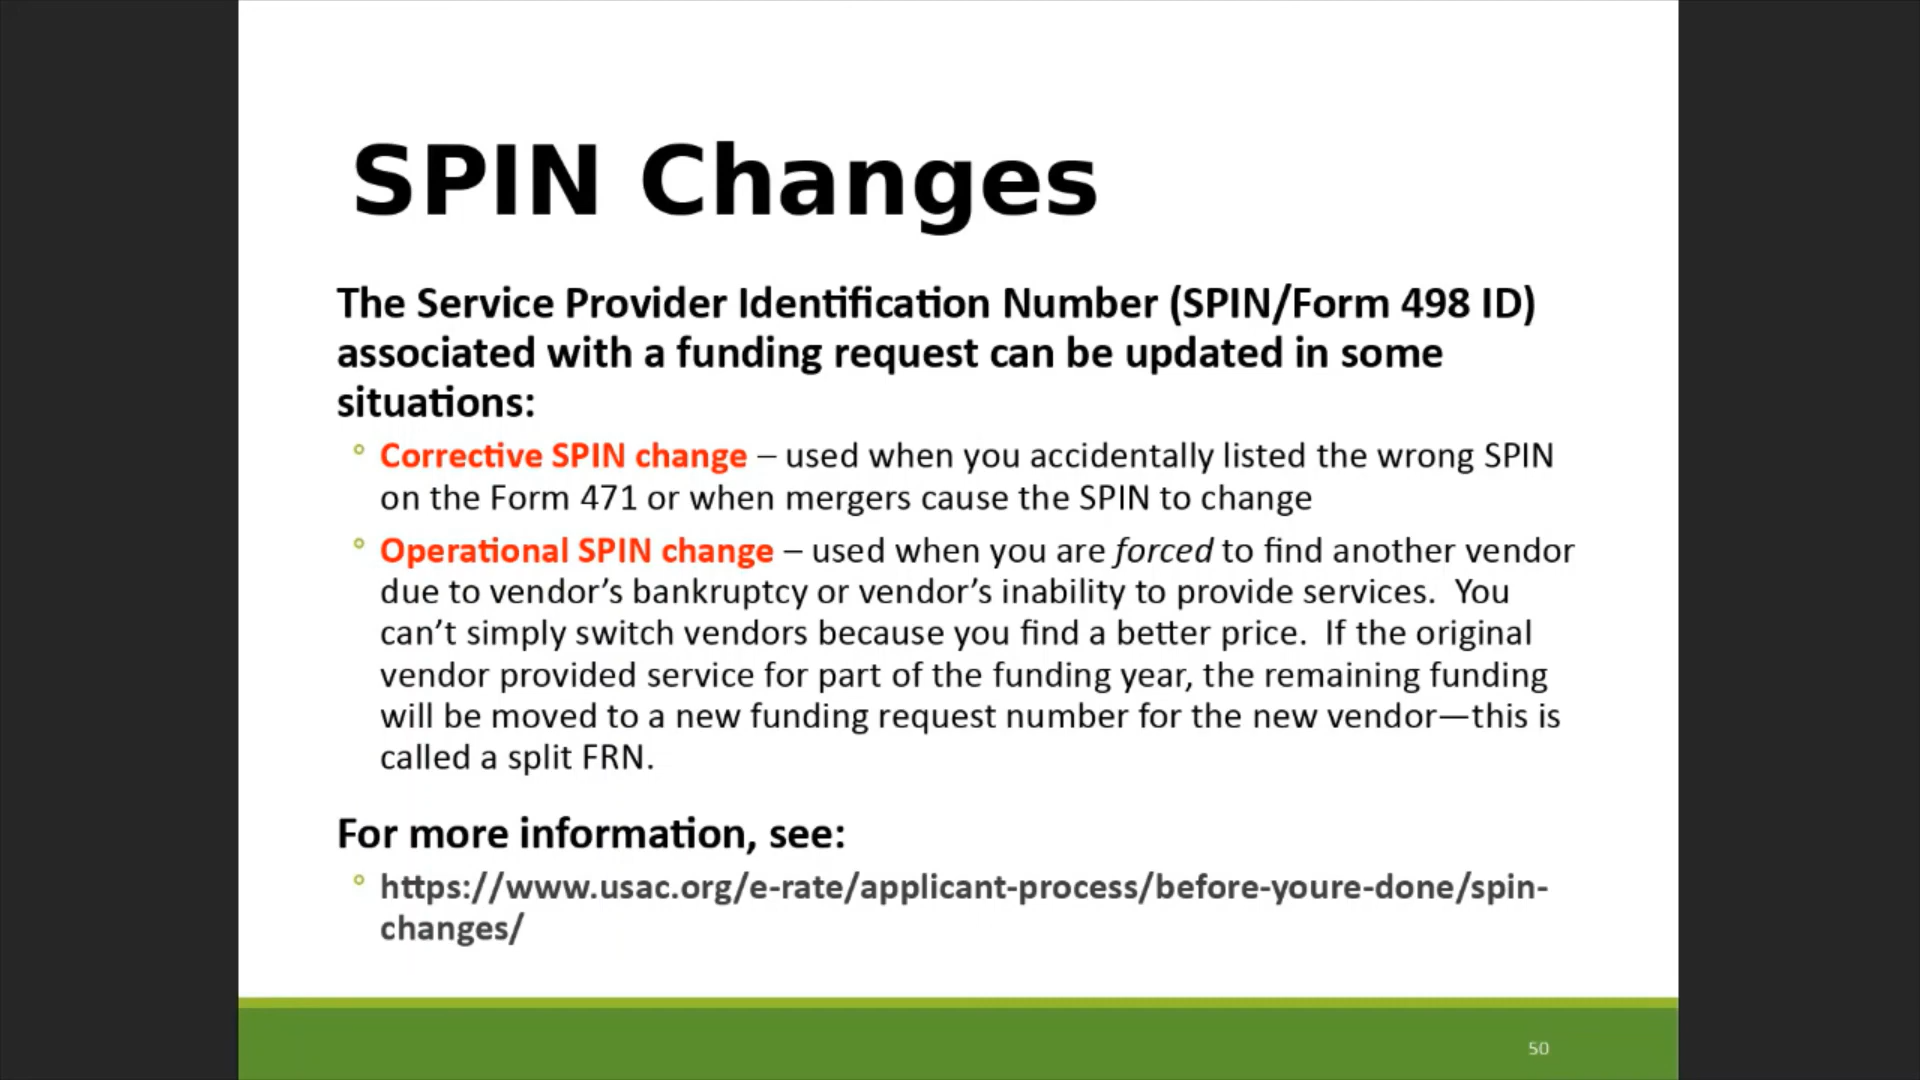 SPIN Changes
The Service Provider Identification Number (SPIN/Form 498 ID)
associated with a funding request can be updated in some
situations:
° Corrective SPIN change – used when you accidentally listed the wrong SPIN
on the Form 471 or when mergers cause the SPIN to change
° Operational SPIN change – used when you are forced to find another vendor
due to vendor’s bankruptcy or vendor’s inability to provide services.  You
can’t simply switch vendors because you find a better price.  If the original
vendor provided service for part of the funding year, the remaining funding
will be moved to a new funding request number for the new vendor—this is
called a split FRN.
For more information, see:
° https://www.usac.org/e-rate/applicant-process/before-youre-done/spin-
changes/
50